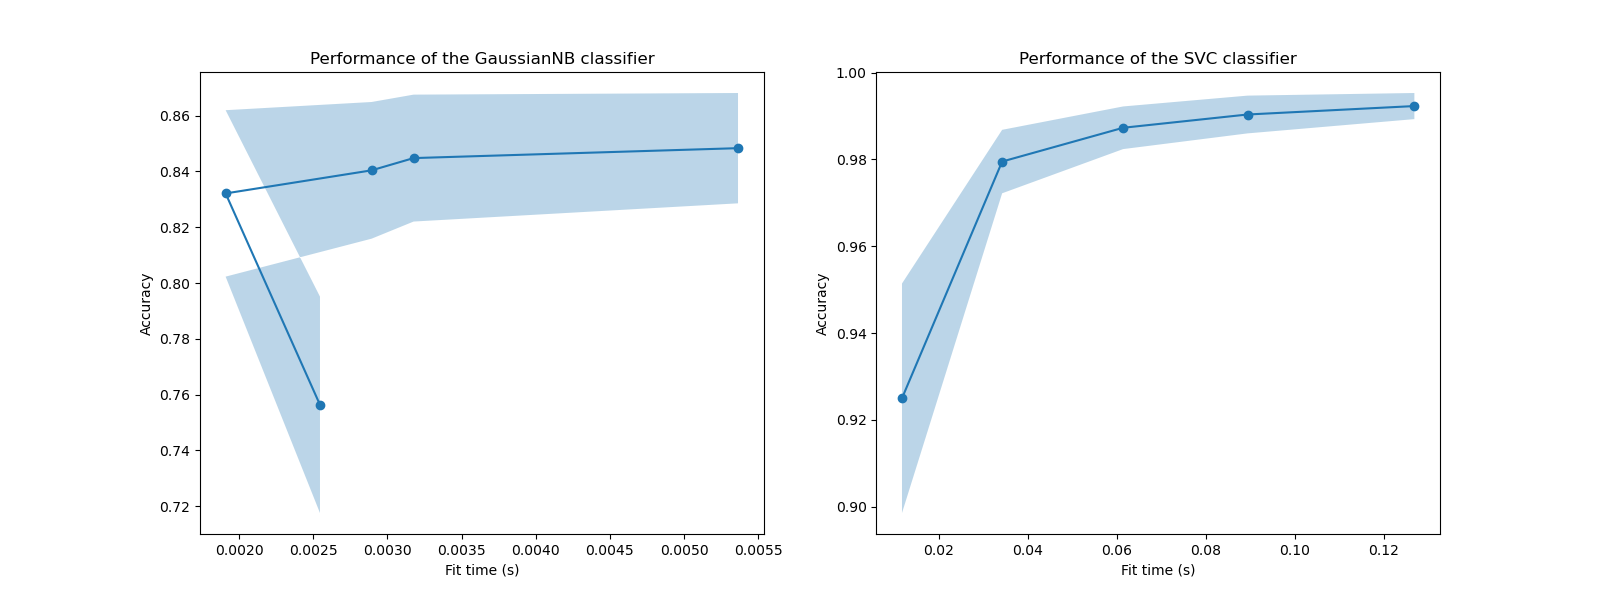 Performance of the GaussianNB classifier
0.86
0.84
0.82
0.80
0.78
0.76
0.74
0.72
Accuracy
0.0020 0.0025 0.0030 0.0035 0.0040 0.0045 0.0050 0.0055
Fit time (s)
Performance of the SVC classifier
1.00
0.98
0.96
0.94
0.92
0.90
Accuracy
0.02 0.04 0.06 0.08 0.10 0.12
Fit time (s)